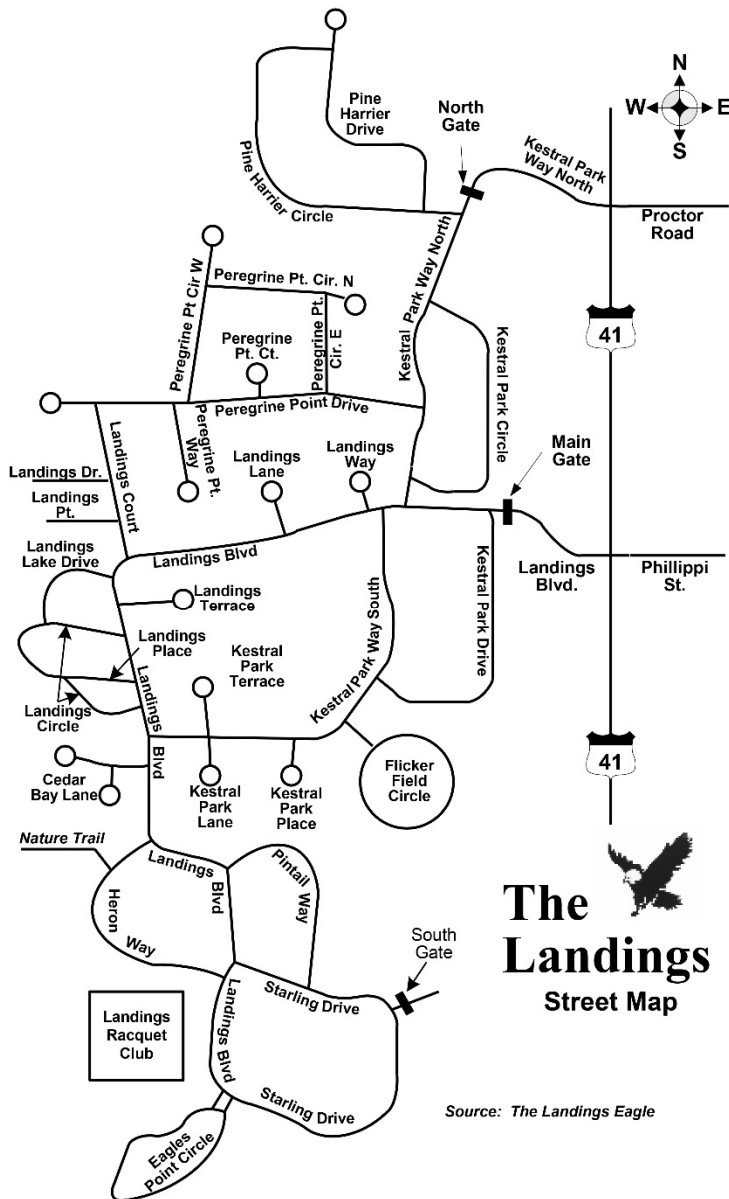 N
W
E
S
Pine
Harrier
Drive
North
Gate
Kestral Park
Way North
Pine Harrier Circle
Proctor
Road
Peregrine Pt Cir W
Peregrine Pt. Cir. N
Peregrine Pt.
Cir. E
Kestral Park Way North
41
Peregrine
Pt. Ct.
Kestral Park Circle
Peregrine Point Drive
Peregrine Pt.
Way
Landings Court
Landings
Lane
Landings
Way
Main
Gate
Landings Dr.
Landings
Pt.
Landings
Lake Drive
Landings Blvd
Landings
Blvd.
Phillippi
St.
Landings
Terrace
Kestral Park Drive
Landings
Place
Kestral
Park
Terrace
Kestral Park Way South
Landings
Circle
Landings
Blvd
41
Cedar
Bay Lane
Kestral
Park
Lane
Kestral
Park
Place
Flicker
Field
Circle
Nature Trail
Landings
Blvd
Pintail Way
Heron
Way
The
Landings
Street Map
South
Gate
Starling Drive
Landings
Racquet
Club
Landings Blvd
Starling Drive
Source: The Landings Eagle
Eagles
Point Circle